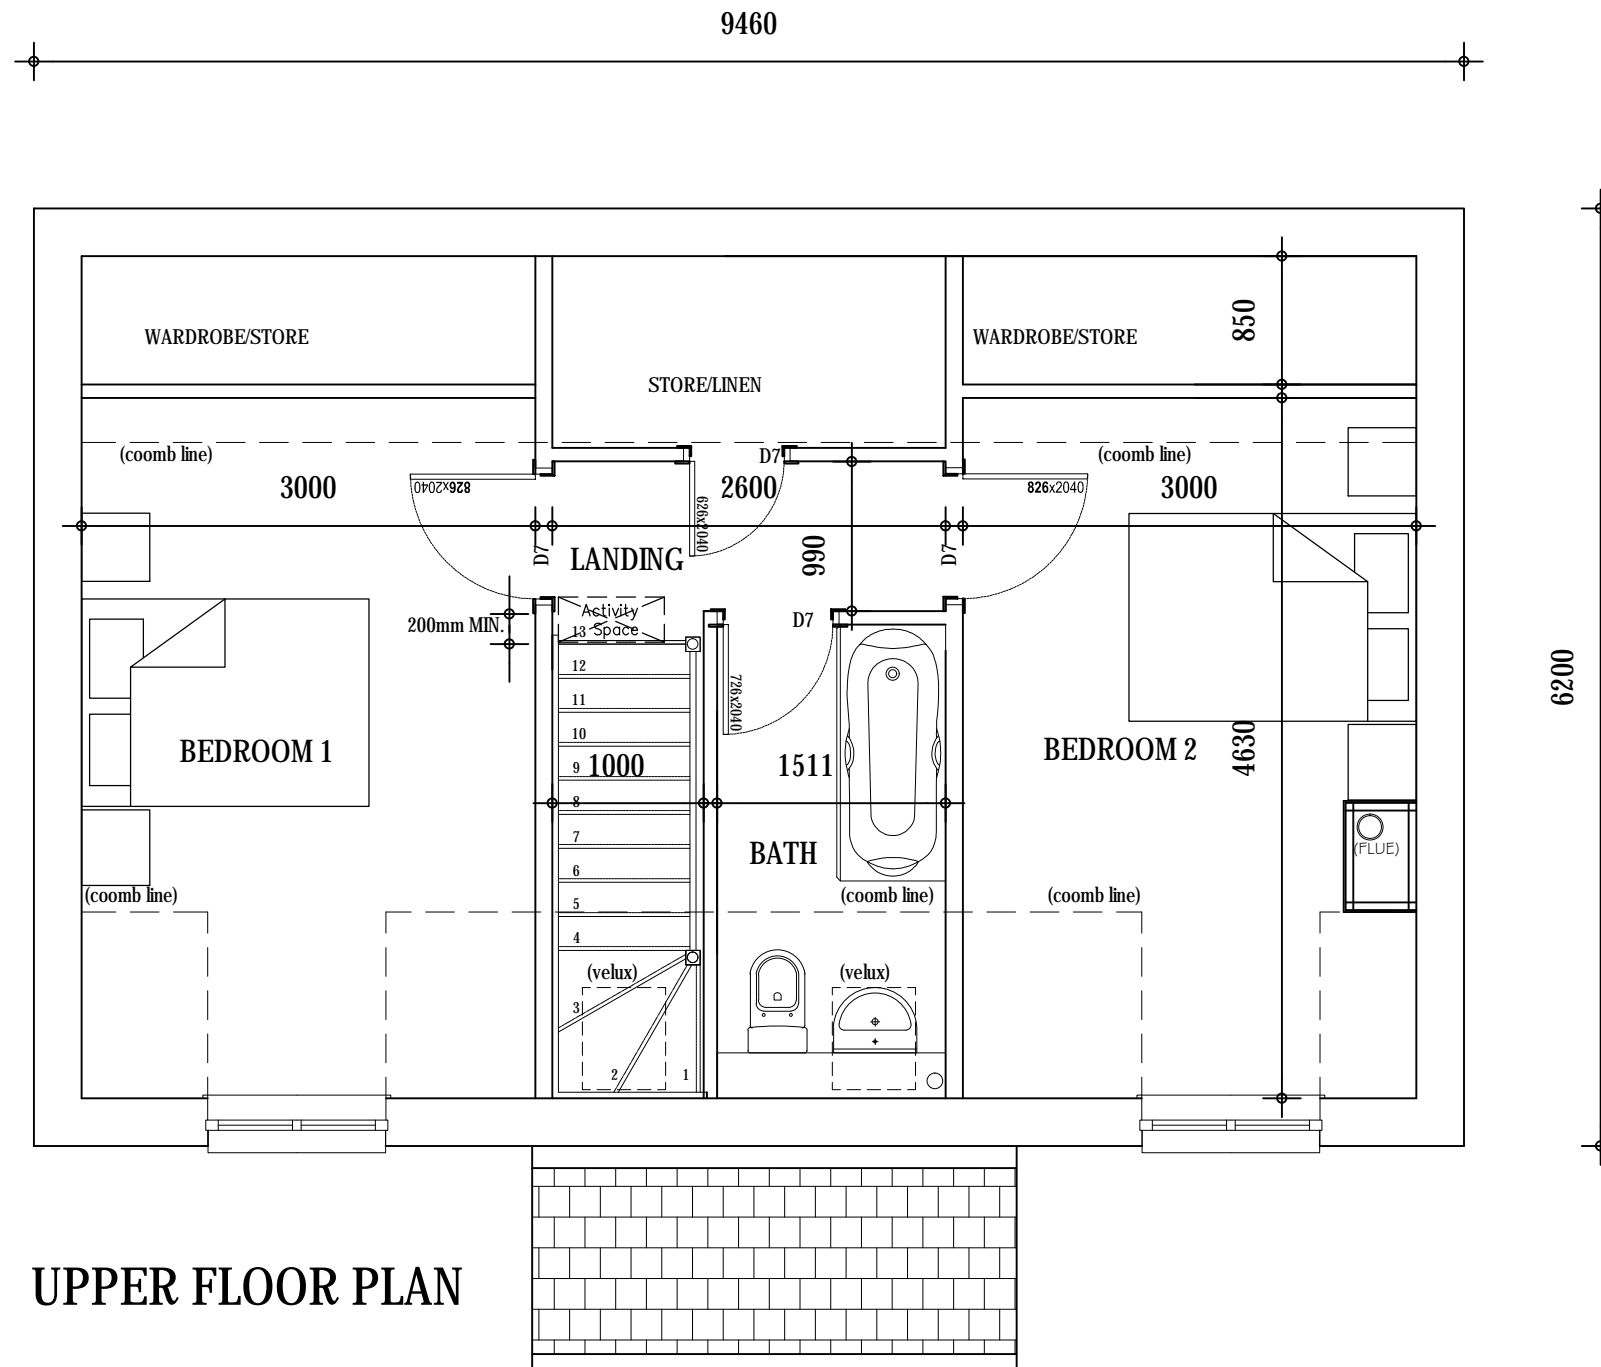 9460
WARDROBE/STORE
WARDROBE/STORE
850
STORE/LINEN
(coomb line)
D7
(coomb line)
3000
826x2040
2600
626x2040
826x2040
3000
D7
LANDING
990
D7
Activity
Space
200mm MIN.
D7
13
12
11
10
9
8
7
6
5
4
3
2
1
726x2040
6200
BEDROOM 1
1000
1511
BEDROOM 2
4630
BATH
(FLUE)
(coomb line)
(coomb line)
(coomb line)
(velux)
(velux)
UPPER FLOOR PLAN